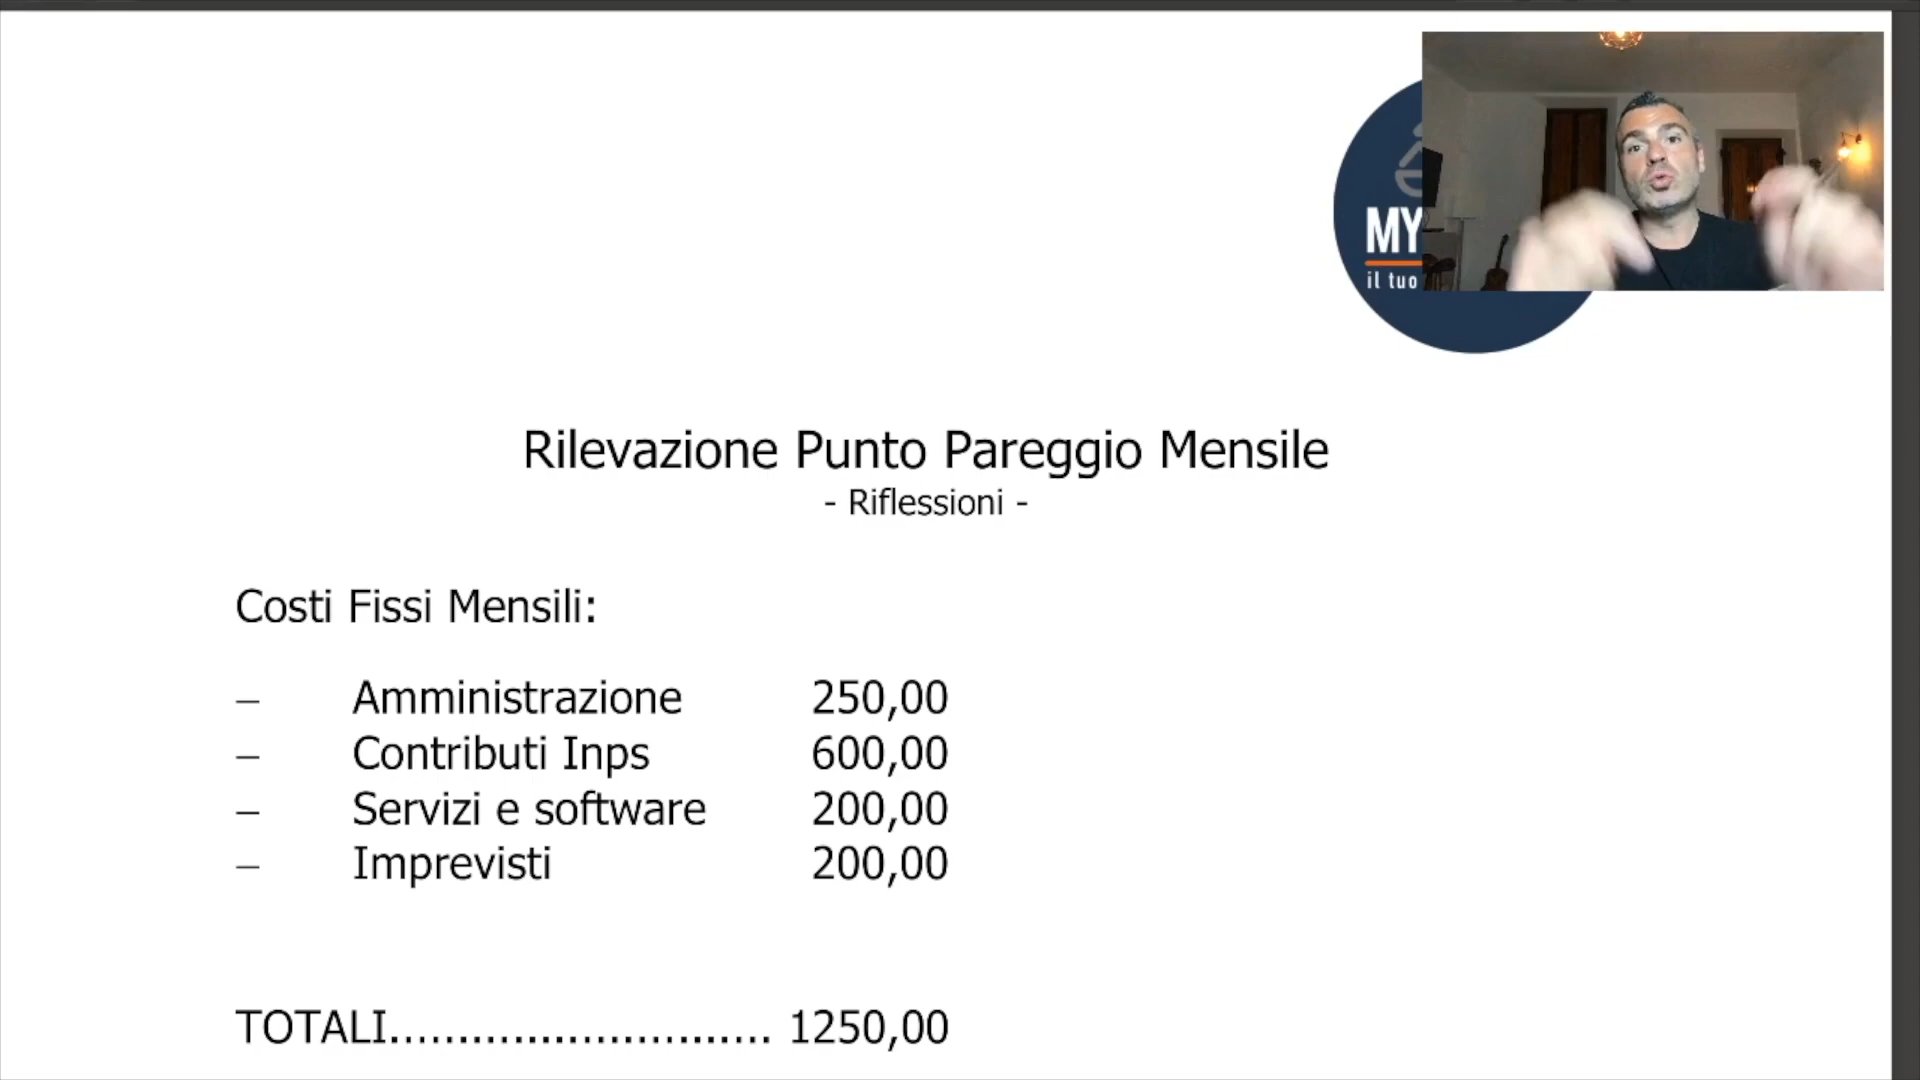 MY
il tuo
Rilevazione Punto Pareggio Mensile
- Riflessioni -
Costi Fissi Mensili:
– Amministrazione 250,00
– Contributi Inps 600,00
– Servizi e software 200,00
– Imprevisti 200,00
TOTALI............................ 1250,00